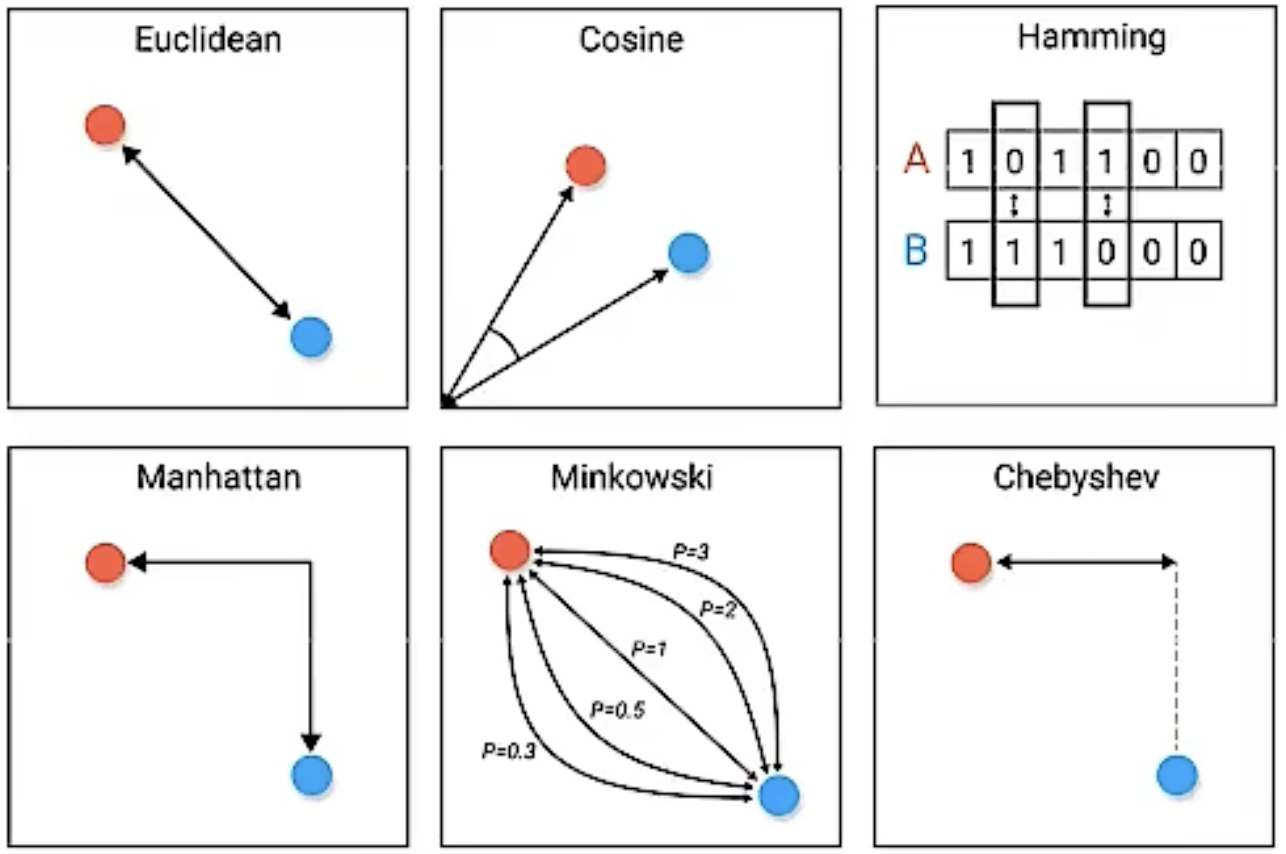 Euclidean
Cosine
Hamming
A 1 0 1 1 0 0
B 1 1 1 0 0 0
Manhattan
Minkowski
P=3
P=2
P=1
P=0.5
P=0.3
Chebyshev